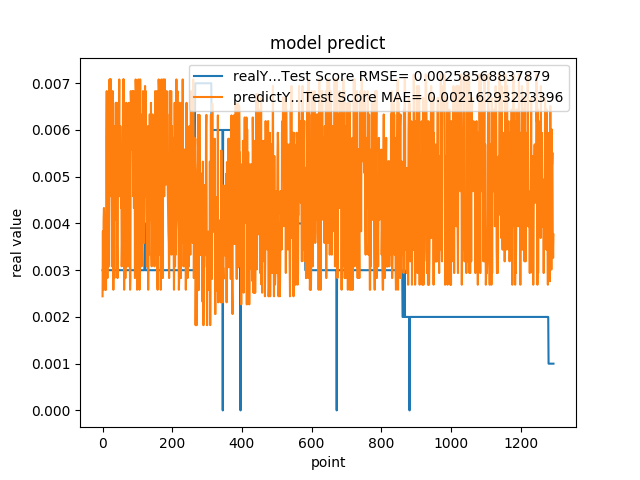 model predict
realY...Test Score RMSE= 0.00258568837879
predictY...Test Score MAE= 0.00216293223396
0.007
0.006
0.005
0.004
0.003
0.002
0.001
0.000
real value
0 200 400 600 800 1000 1200
point